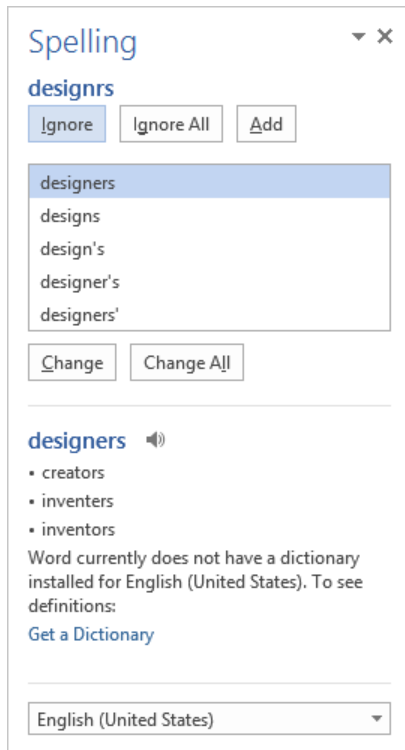 Spelling
designrs
Ignore Ignore All Add
designers
designs
design's
designer's
designers'
Change Change All
designers
• creators
• inventers
• inventors
Word currently does not have a dictionary
installed for English (United States). To see
definitions:
Get a Dictionary
English (United States)